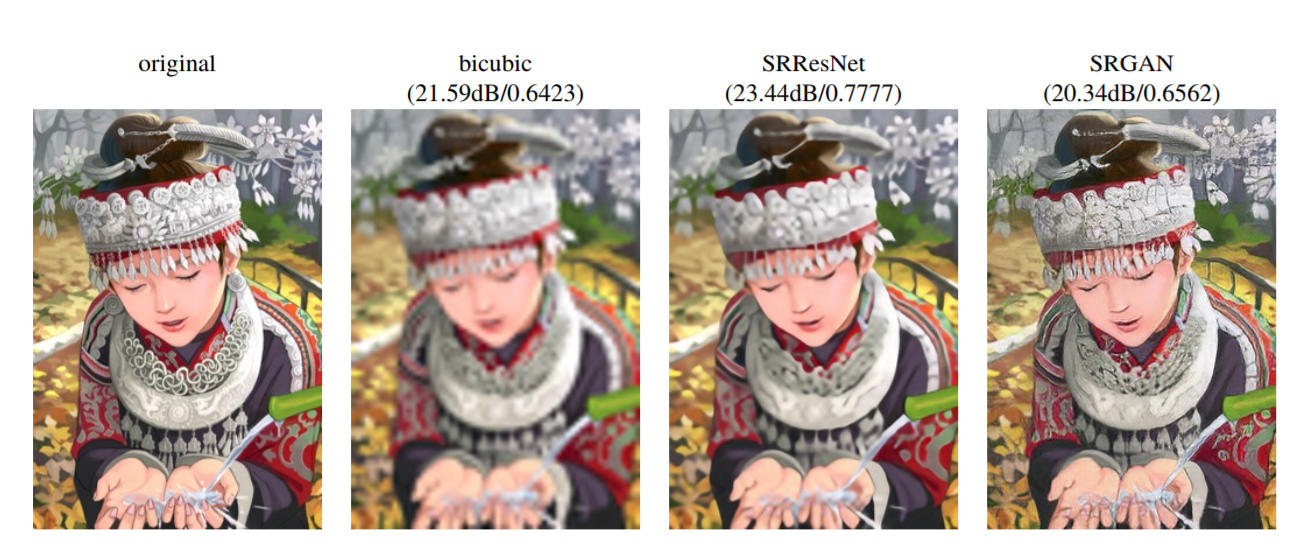 original
bicubic
(21.59dB/0.6423)
SRResNet
(23.44dB/0.7777)
SRGAN
(20.34dB/0.6562)